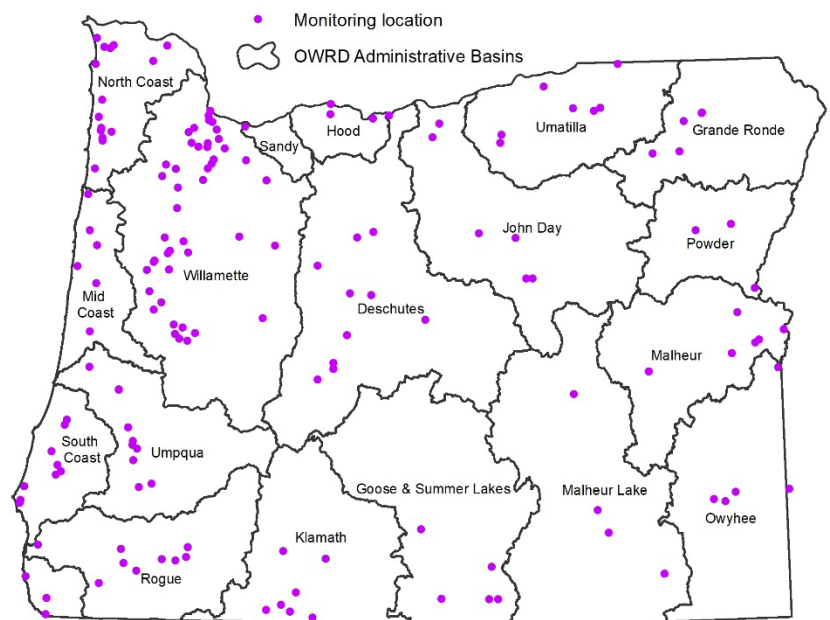 Monitoring location
OWRD Administrative Basins
North Coast
Sandy
Hood
Umatilla
Grande Ronde
John Day
Powder
Willamette
Mid
Coast
Deschutes
Malheur
South
Coast
Umpqua
Goose & Summer Lakes
Malheur Lake
Owyhee
Klamath
Rogue